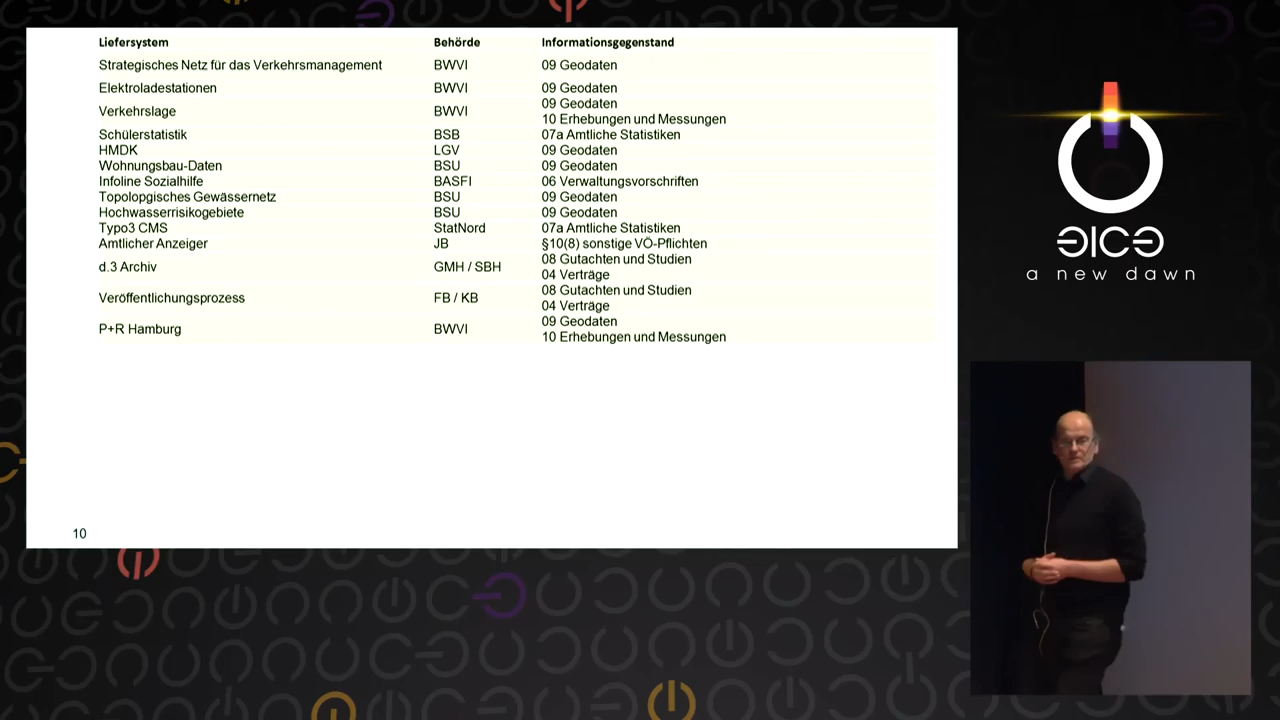 Liefersystem Behörde Informationsgegenstand
Strategisches Netz für das Verkehrsmanagement BWVI 09 Geodaten
Elektroladestationen BWVI 09 Geodaten
Verkehrslage BWVI 09 Geodaten
10 Erhebungen und Messungen
Schülerstatistik BSB 07a Amtliche Statistiken
HMDK LGV 09 Geodaten
Wohnungsbau-Daten BSU 09 Geodaten
Infoline Sozialhilfe BASFI 06 Verwaltungsvorschriften
Topolopgisches Gewässernetz BSU 09 Geodaten
Hochwasserrisikogebiete BSU 09 Geodaten
Typo3 CMS StatNord 07a Amtliche Statistiken
Amtlicher Anzeiger JB §10(8) sonstige VÖ-Pflichten
d.3 Archiv GMH / SBH 08 Gutachten und Studien
04 Verträge
Veröffentlichungsprozess FB / KB 08 Gutachten und Studien
04 Verträge
P+R Hamburg BWVI 09 Geodaten
10 Erhebungen und Messungen
10
a new dawn